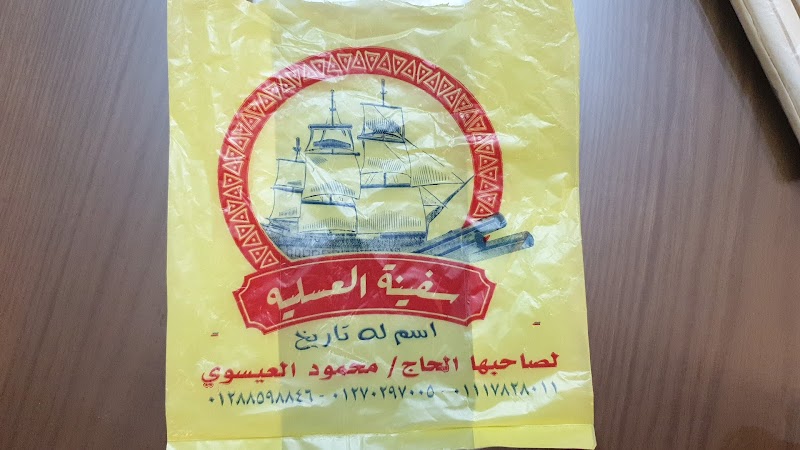 سفينة العسليه
اسم له تاريخ
لصاحبها الحاج / محمود العيسوي
٠١١١٧٨٢٨٠١١ - ٠١٢٧٠٢٩٧٠٠٥ - ٠١٢٨٨٥٩٨٨٤٦